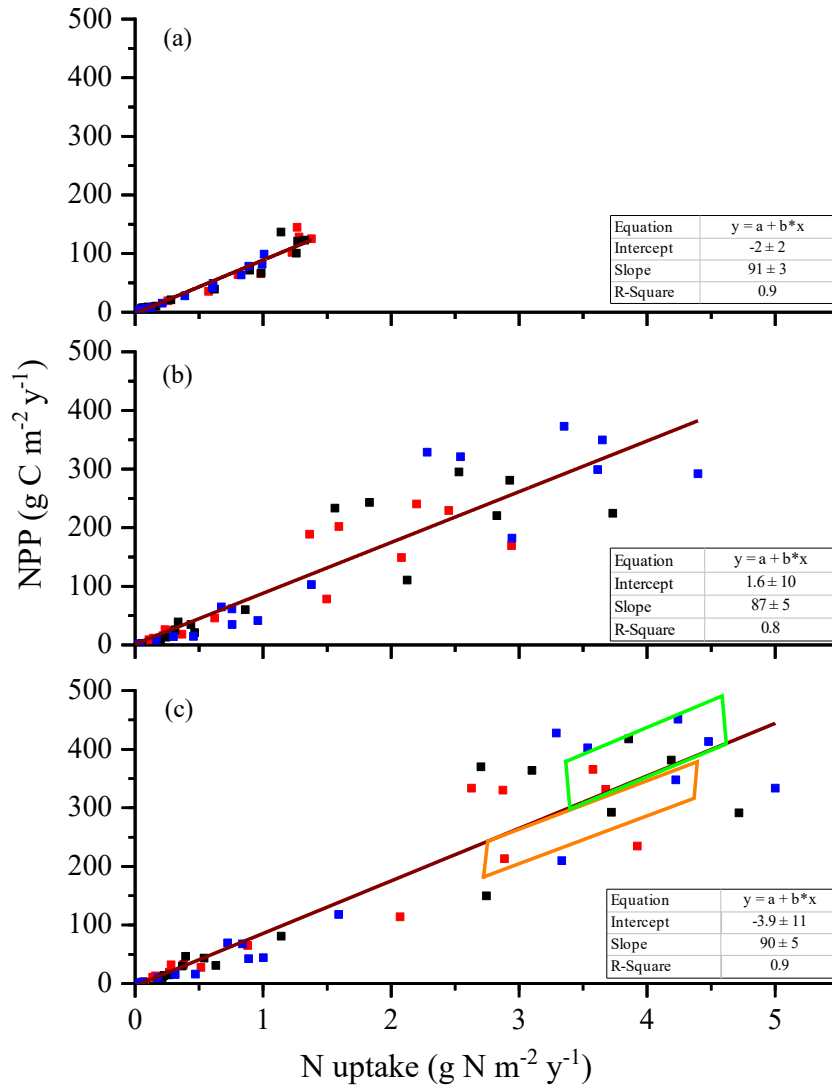 500
(a)
400
300
200
100
0
Equation y = a + b*x
Intercept -2 ± 2
Slope 91 ± 3
R-Square 0.9
500
(b)
400
300
200
100
0
Equation y = a + b*x
Intercept 1.6 ± 10
Slope 87 ± 5
R-Square 0.8
NPP (g C m-2 y-1)
500
(c)
400
300
200
100
0
Equation y = a + b*x
Intercept -3.9 ± 11
Slope 90 ± 5
R-Square 0.9
0 1 2 3 4 5
N uptake (g N m-2 y-1)